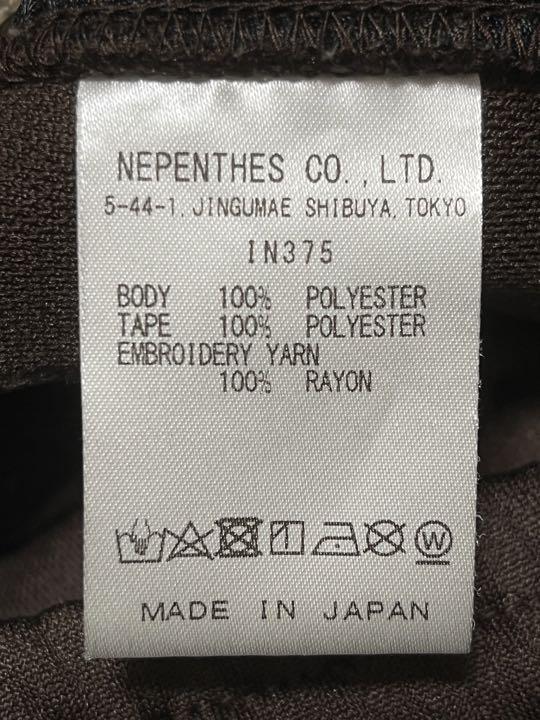 NEPENTHES CO., LTD.
5-44-1, JINGUMAE SHIBUYA, TOKYO
IN375
BODY 100% POLYESTER
TAPE 100% POLYESTER
EMBROIDERY YARN
100% RAYON
W
MADE IN JAPAN